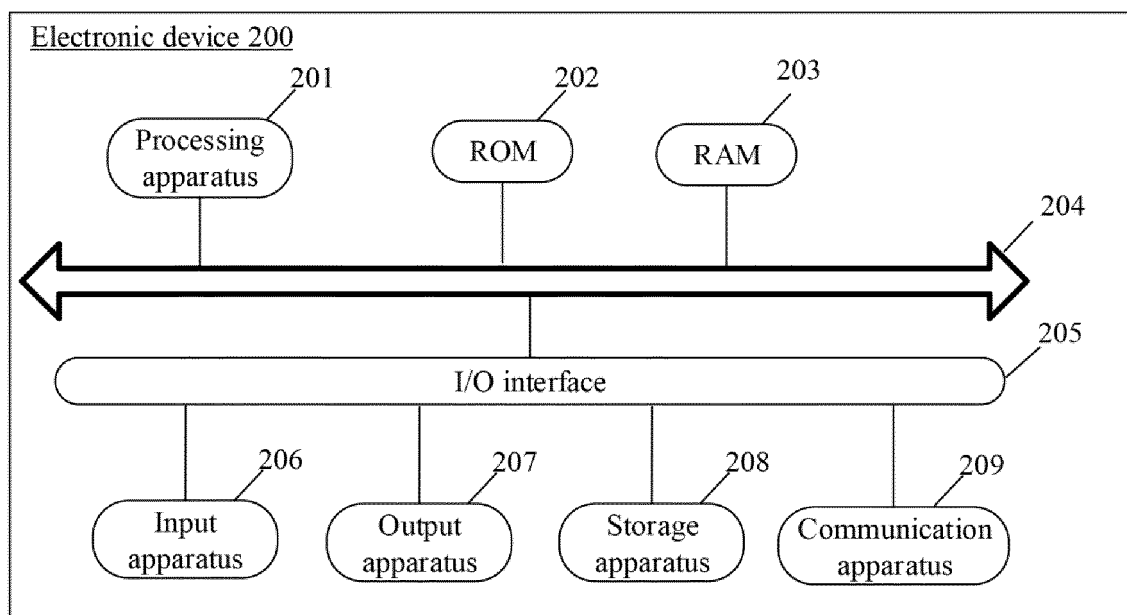 Electronic device 200
201
202
203
Processing
apparatus
ROM
RAM
204
205
I/O interface
206
207
208
209
Input
apparatus
Output
apparatus
Storage
apparatus
Communication
apparatus